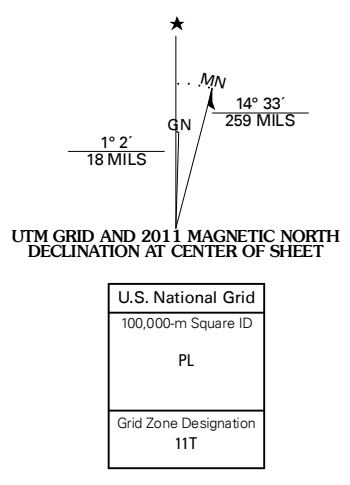 ★
MN
GN
14° 33´
259 MILS
1° 2´
18 MILS
UTM GRID AND 2011 MAGNETIC NORTH
DECLINATION AT CENTER OF SHEET
U.S. National Grid
100,000-m Square ID
PL
Grid Zone Designation
11T